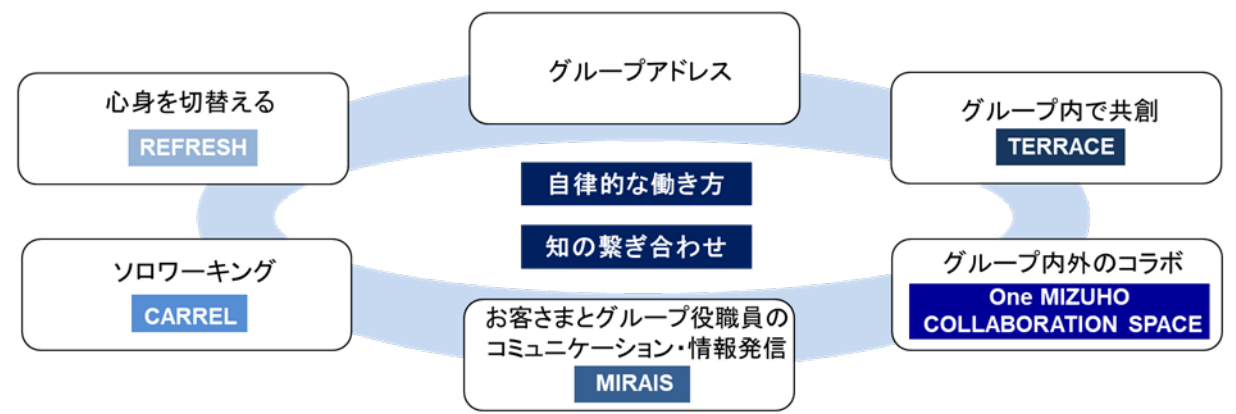 グループアドレス
心身を切替える
REFRESH
グループ内で共創
TERRACE
自律的な働き方
知の繋ぎ合わせ
ソロワーキング
CARREL
お客さまとグループ役職員の
コミュニケーション・情報発信
MIRAIS
グループ内外のコラボ
One MIZUHO
COLLABORATION SPACE